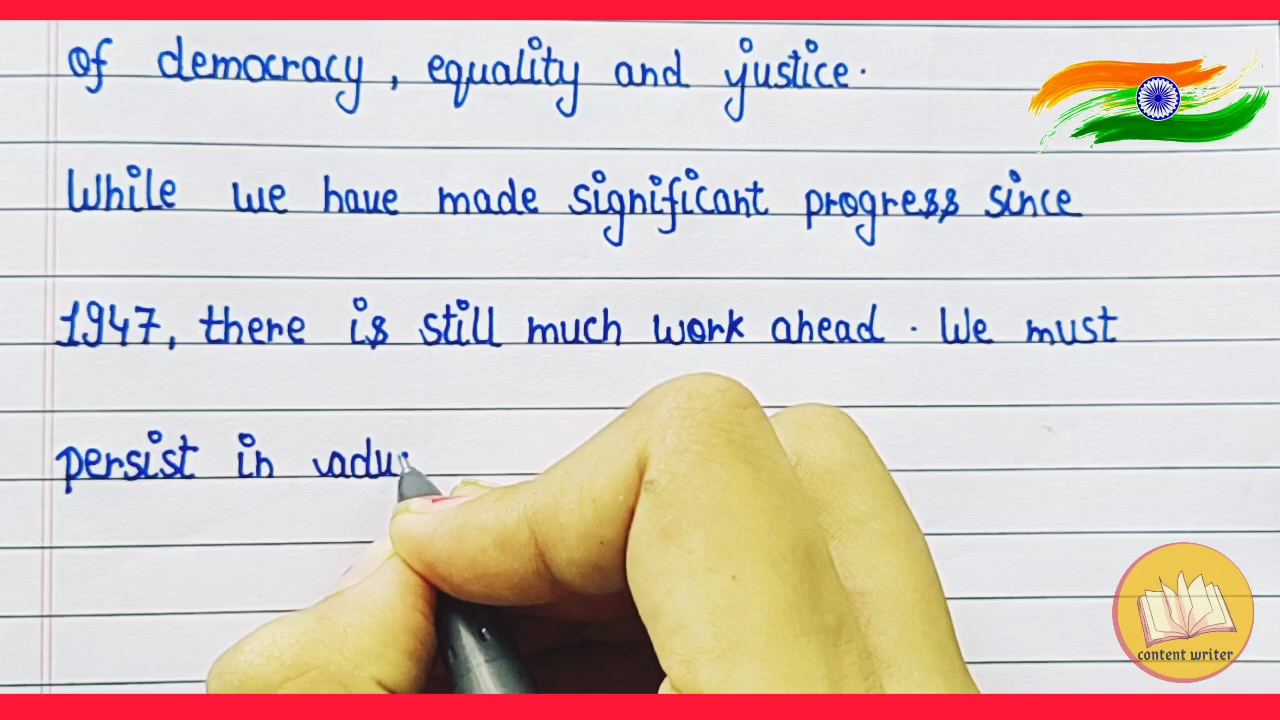 of democracy, equality and justice.
While we have made significant progress since
1947, there is still much work ahead. We must
persist in
content writer